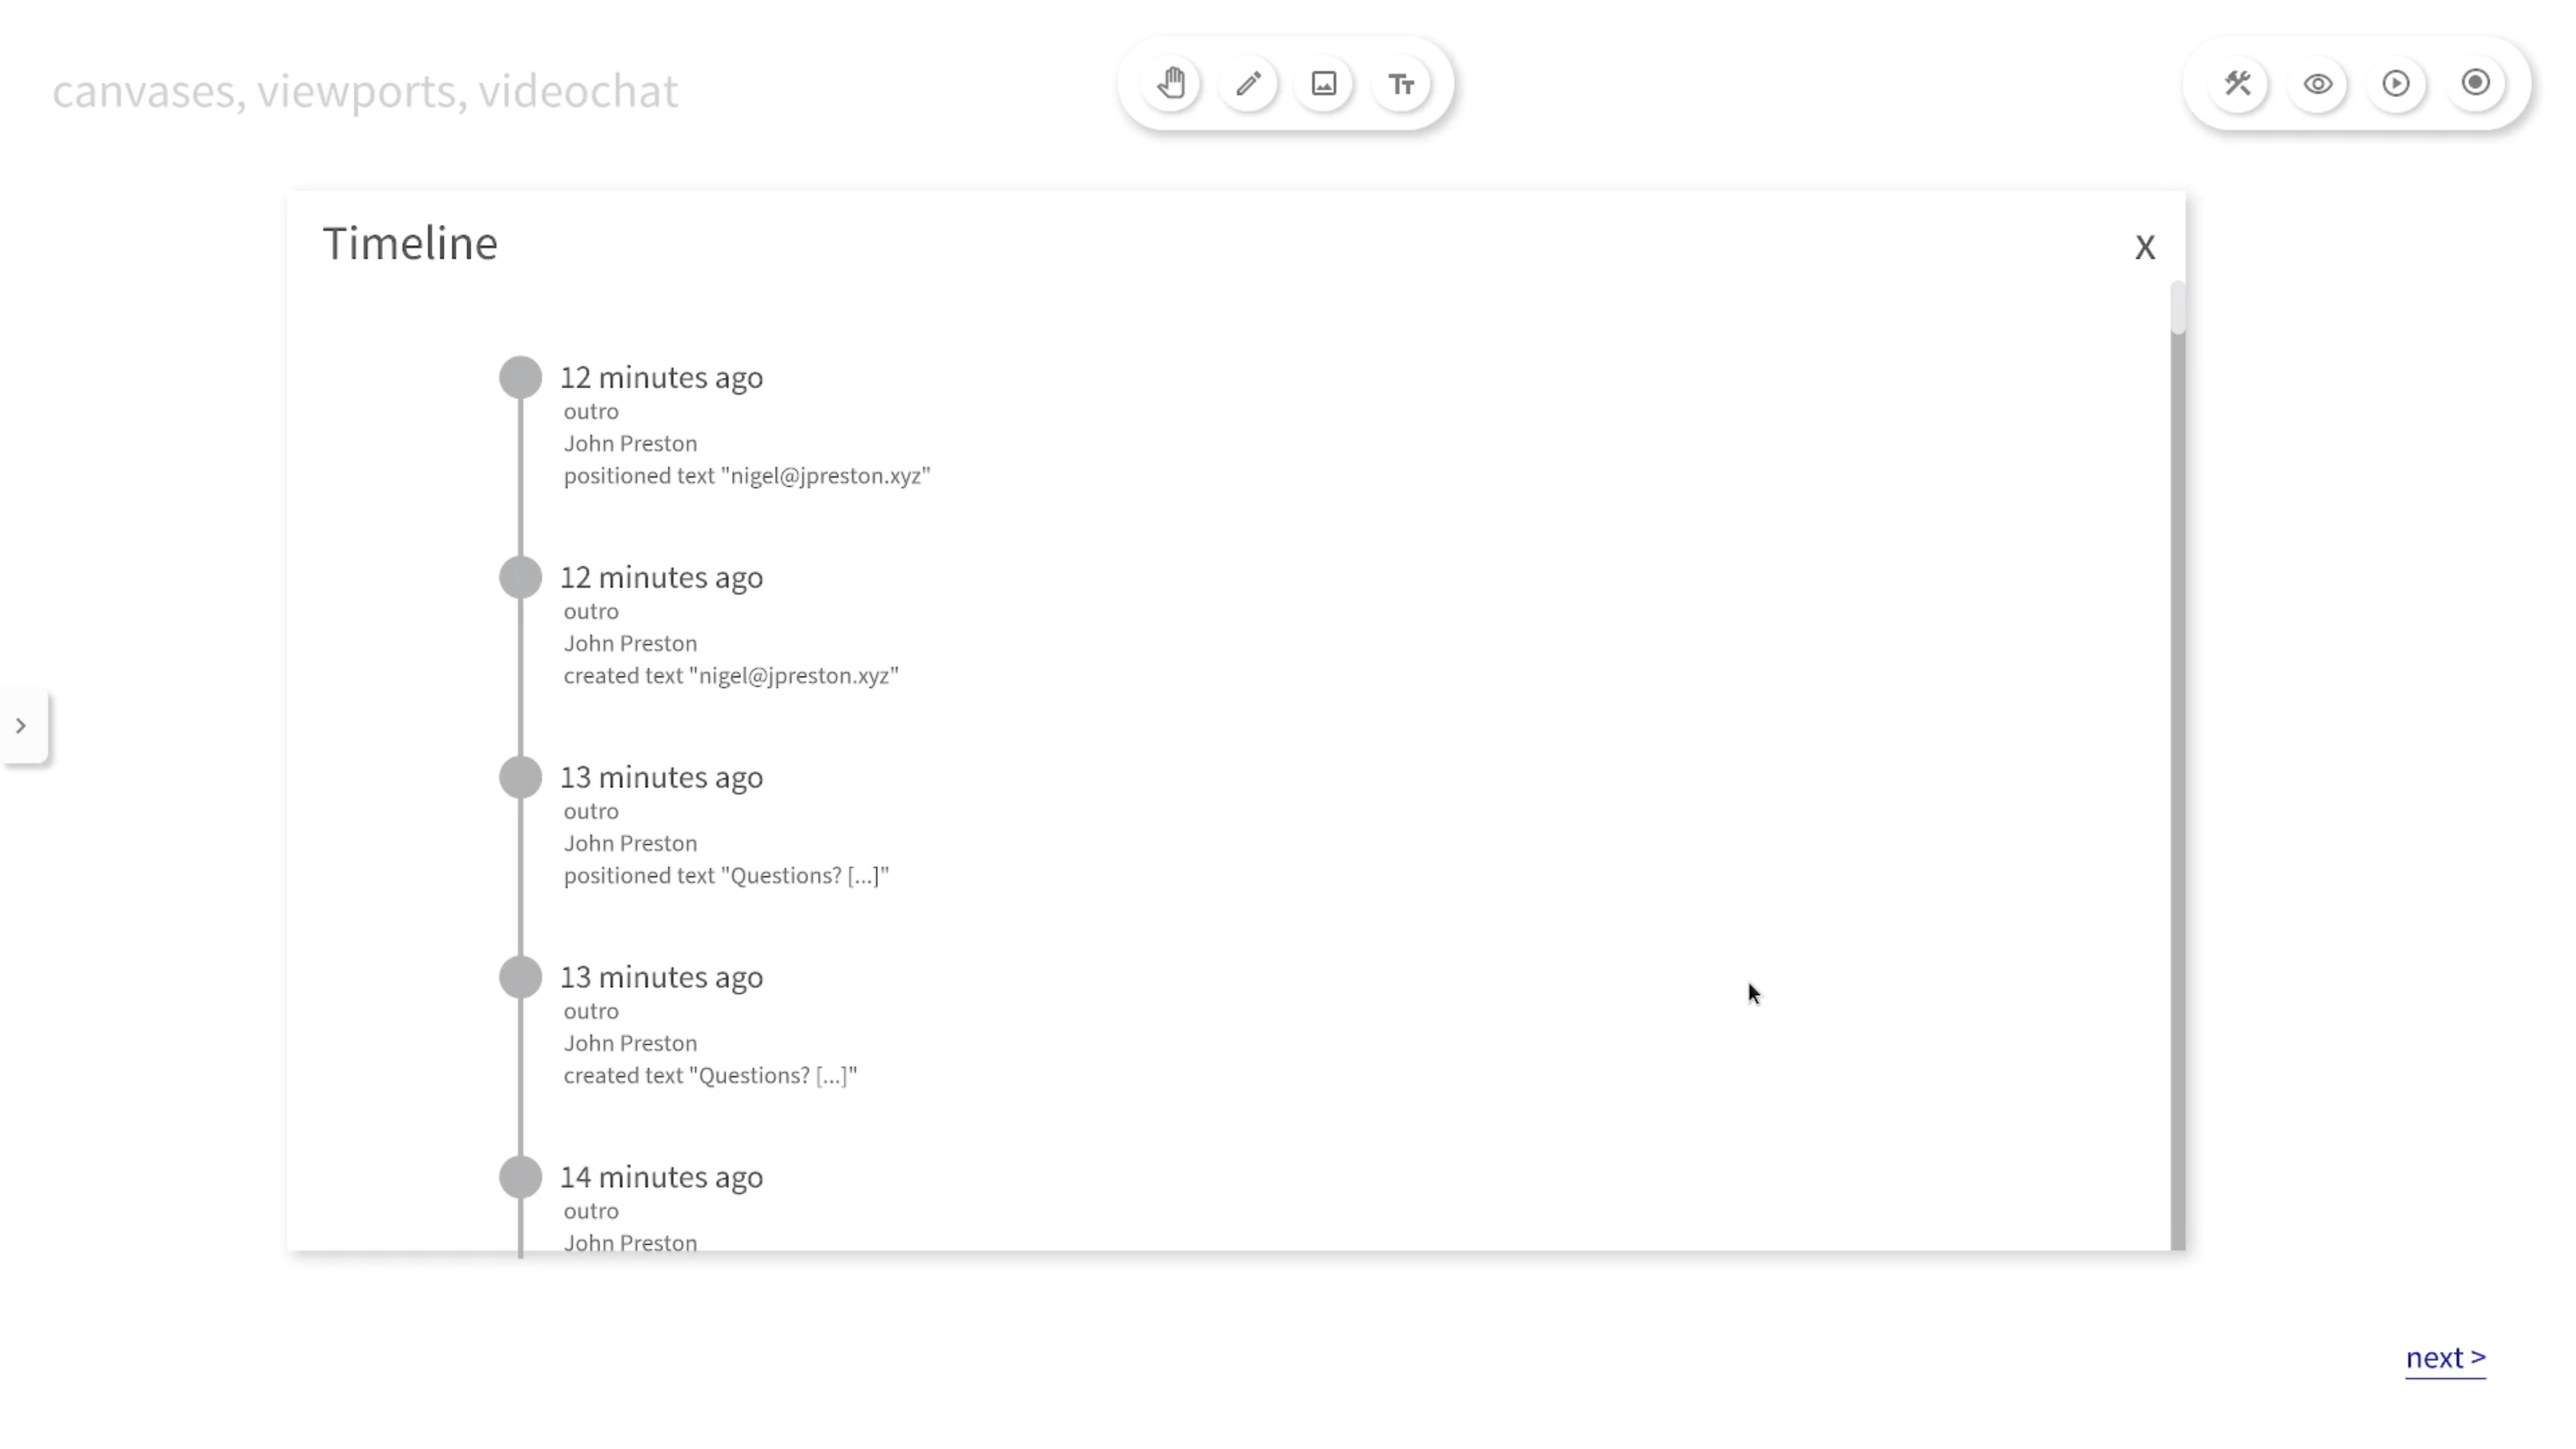 canvases, viewports, videochat
Tт
Timeline
X
12 minutes ago
outro
John Preston
positioned text "nigel@jpreston.xyz"
12 minutes ago
outro
John Preston
created text "nigel@jpreston.xyz"
13 minutes ago
outro
John Preston
positioned text "Questions? [...]"
13 minutes ago
outro
John Preston
created text "Questions? [...]"
14 minutes ago
outro
John Preston
next >